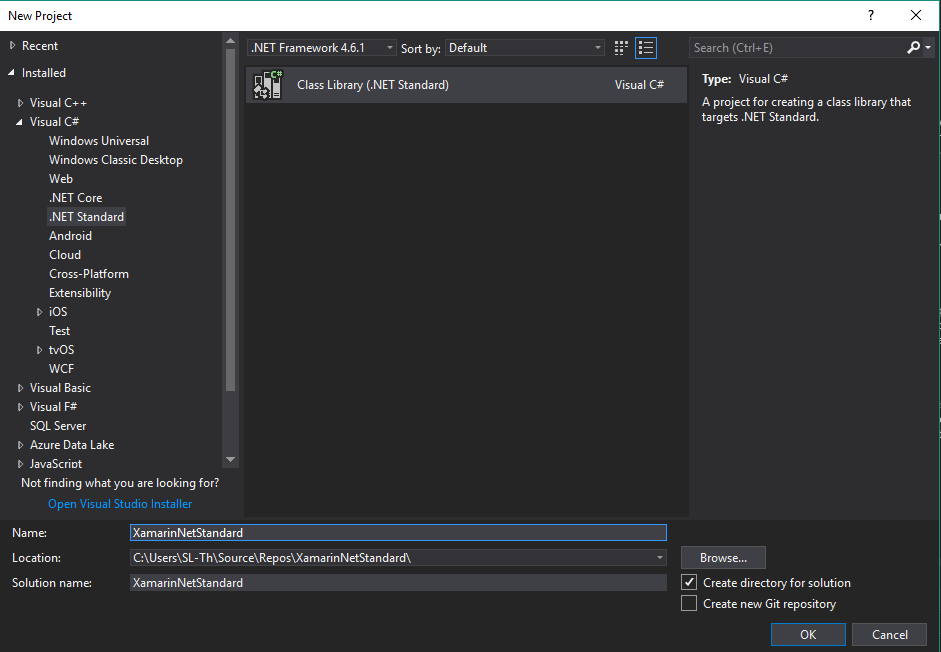 New Project
?
Recent
Installed
Visual C++
Visual C#
Windows Universal
Windows Classic Desktop
Web
.NET Core
.NET Standard
Android
Cloud
Cross-Platform
Extensibility
iOS
Test
tvOS
WCF
Visual Basic
Visual F#
SQL Server
Azure Data Lake
JavaScript
Not finding what you are looking for?
Open Visual Studio Installer
.NET Framework 4.6.1 Sort by: Default
C# Class Library (.NET Standard) Visual C#
Search (Ctrl+E)
Type: Visual C#
A project for creating a class library that
targets .NET Standard.
Name: XamarinNetStandard
Location: C:\Users\SL-Th\Source\Repos\XamarinNetStandard\ Browse...
Solution name: XamarinNetStandard
Create directory for solution
Create new Git repository
OK Cancel